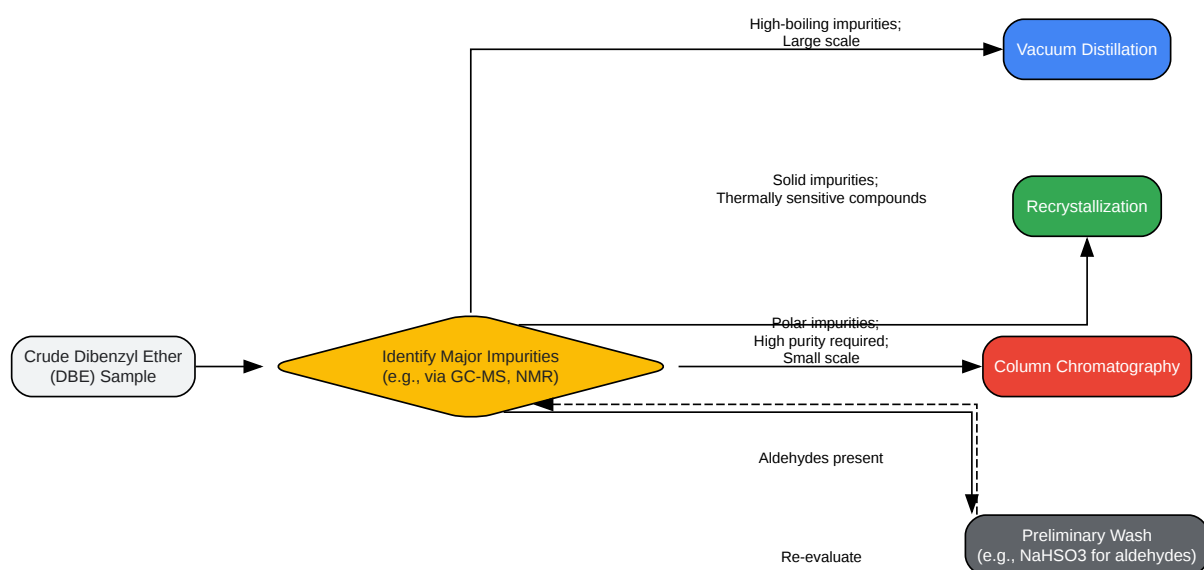 High-boiling impurities;
Large scale
Vacuum Distillation
Solid impurities;
Thermally sensitive compounds
Recrystallization
Crude Dibenzyl Ether
(DBE) Sample
Identify Major Impurities
(e.g., via GC-MS, NMR)
Polar impurities;
High purity required;
Small scale
Column Chromatography
Aldehydes present
Preliminary Wash
(e.g., NaHSO3 for aldehydes)
Re-evaluate